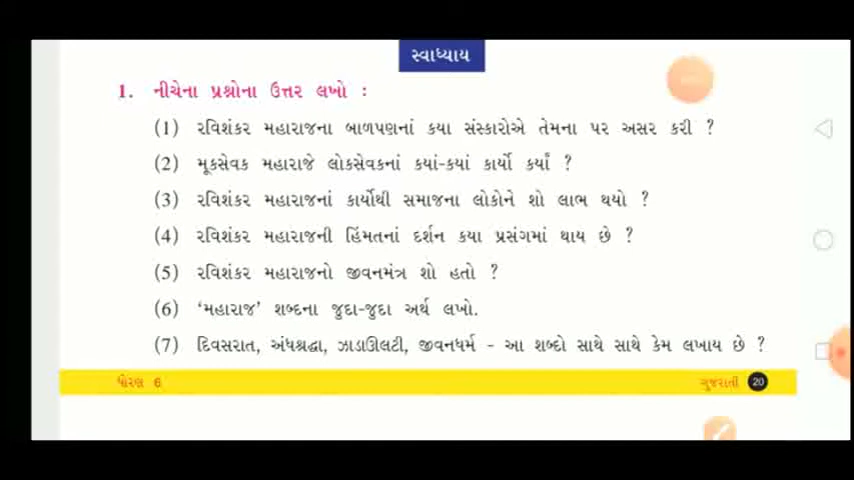 સ્વાધ્યાય
1. નીચેના પ્રશ્નોના ઉત્તર લખો :
(1) રવિશંકર મહારાજના બાળપણનાં કયા સંસ્કારોએ તેમના પર અસર કરી ?
(2) મૂકસેવક મહારાજે લોકસેવકનાં કયાં-કયાં કાર્યો કર્યાં ?
(3) રવિશંકર મહારાજનાં કાર્યોથી સમાજના લોકોને શો લાભ થયો ?
(4) રવિશંકર મહારાજની હિંમતનાં દર્શન કયા પ્રસંગમાં થાય છે ?
(5) રવિશંકર મહારાજનો જીવનમંત્ર શો હતો ?
(6) ‘મહારાજ’ શબ્દના જુદા-જુદા અર્થ લખો.
(7) દિવસરાત, અંધશ્રદ્ધા, ઝાડાઊલટી, જીવનધર્મ - આ શબ્દો સાથે સાથે કેમ લખાય છે ?
ધોરણ 6 ગુજરાતી 20